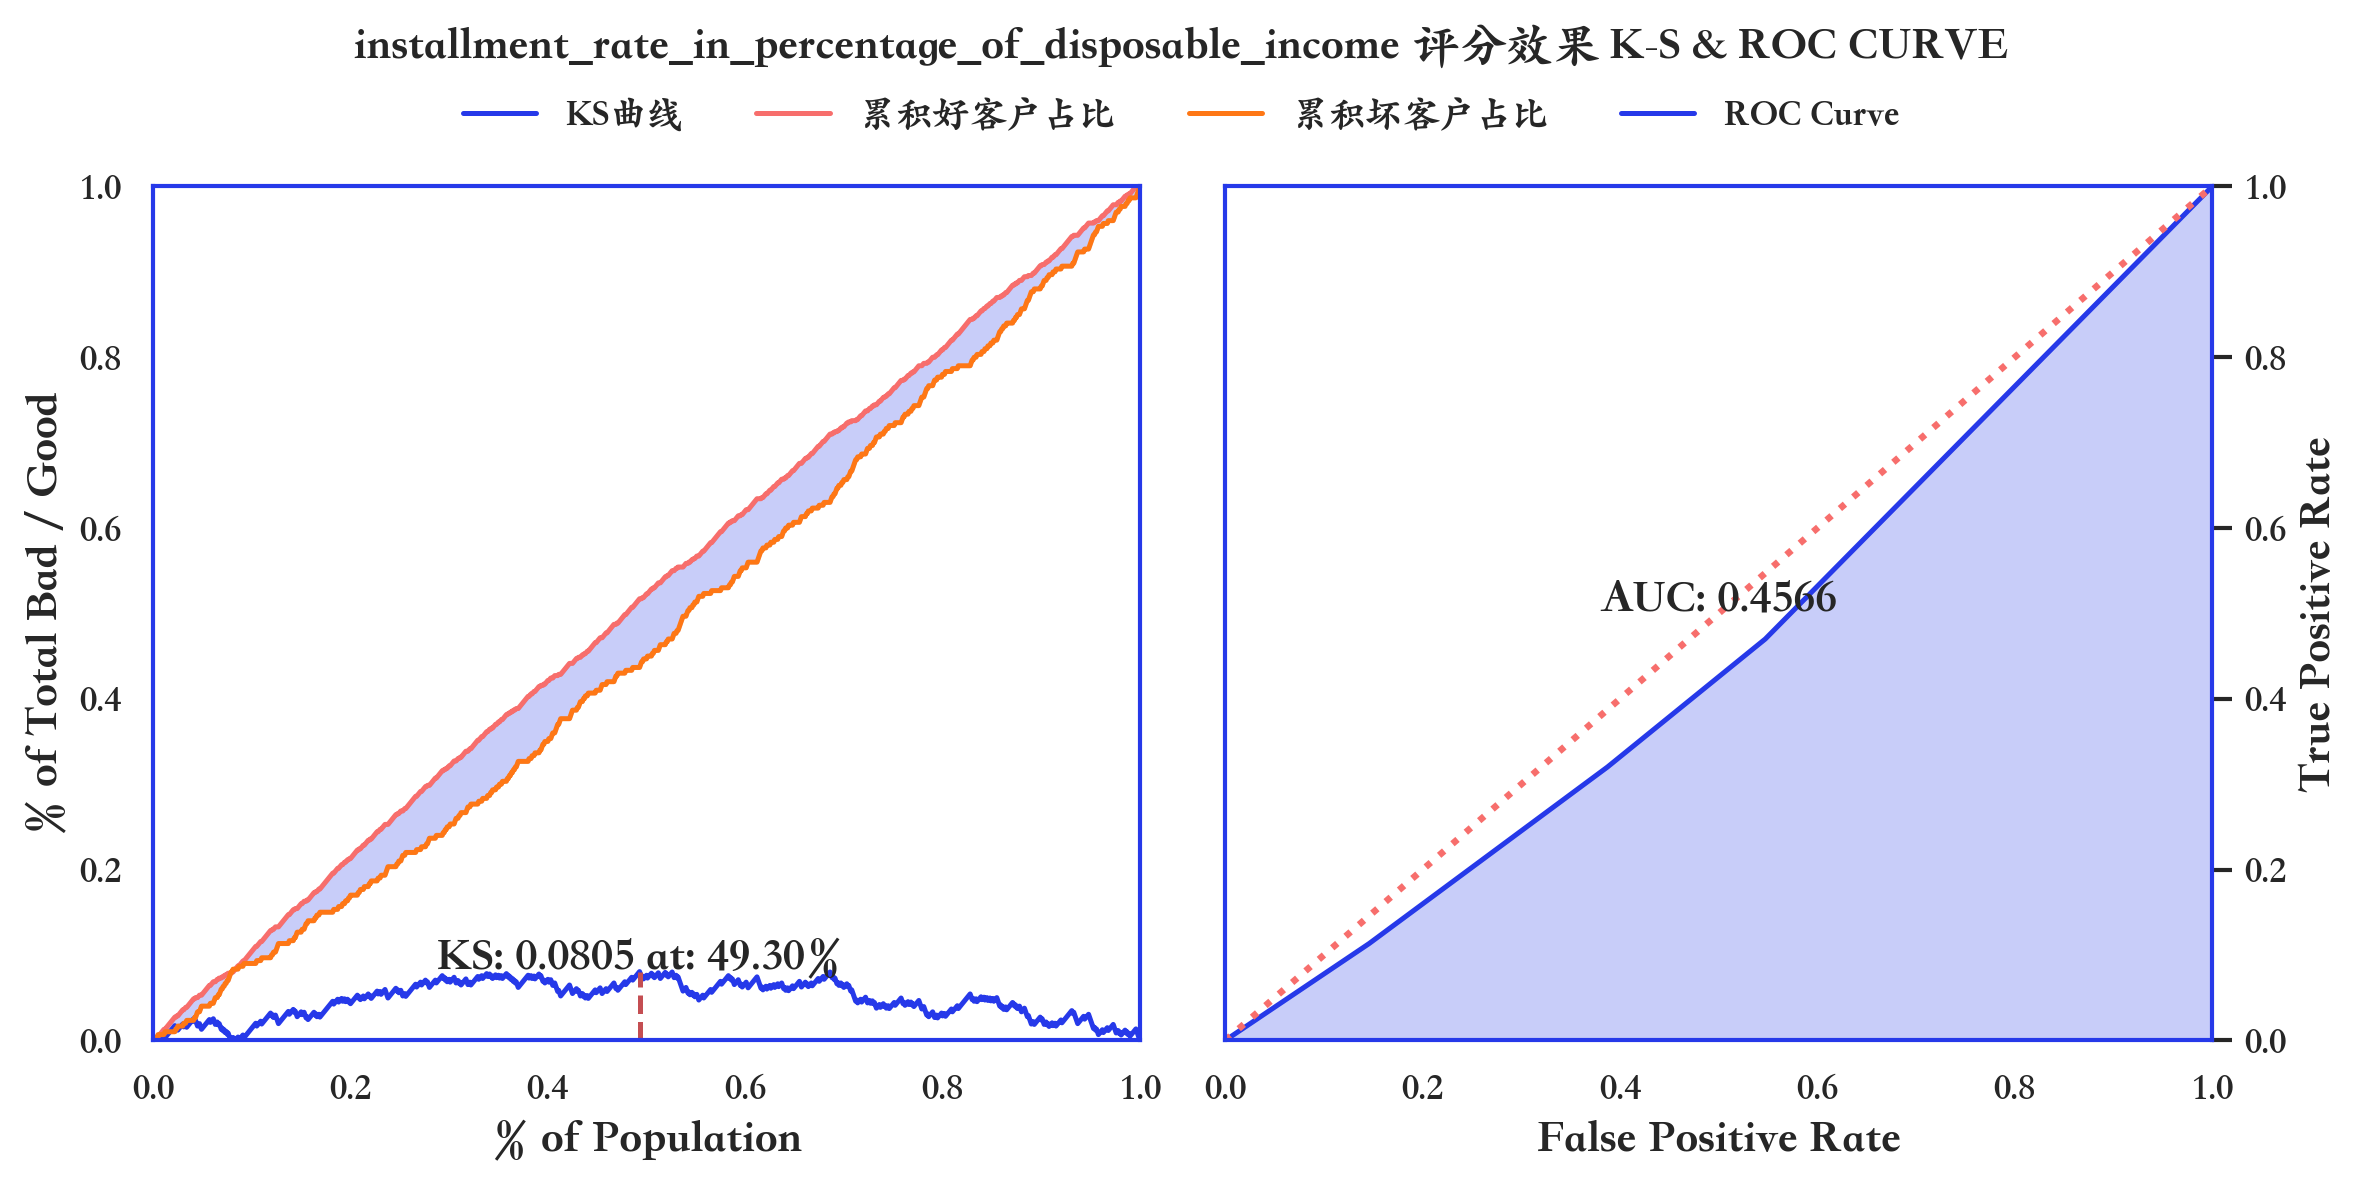 installment_rate_in_percentage_of_disposable_income 评分效果 K-S & ROC CURVE
KS曲线 累积好客户占比 累积坏客户占比 ROC Curve
% of Total Bad / Good
1.0
0.8
0.6
0.4
0.2
0.0
KS: 0.0805 at: 49.30%
0.0 0.2 0.4 0.6 0.8 1.0
% of Population
AUC: 0.4566
1.0
0.8
0.6
0.4
0.2
0.0
True Positive Rate
0.0 0.2 0.4 0.6 0.8 1.0
False Positive Rate